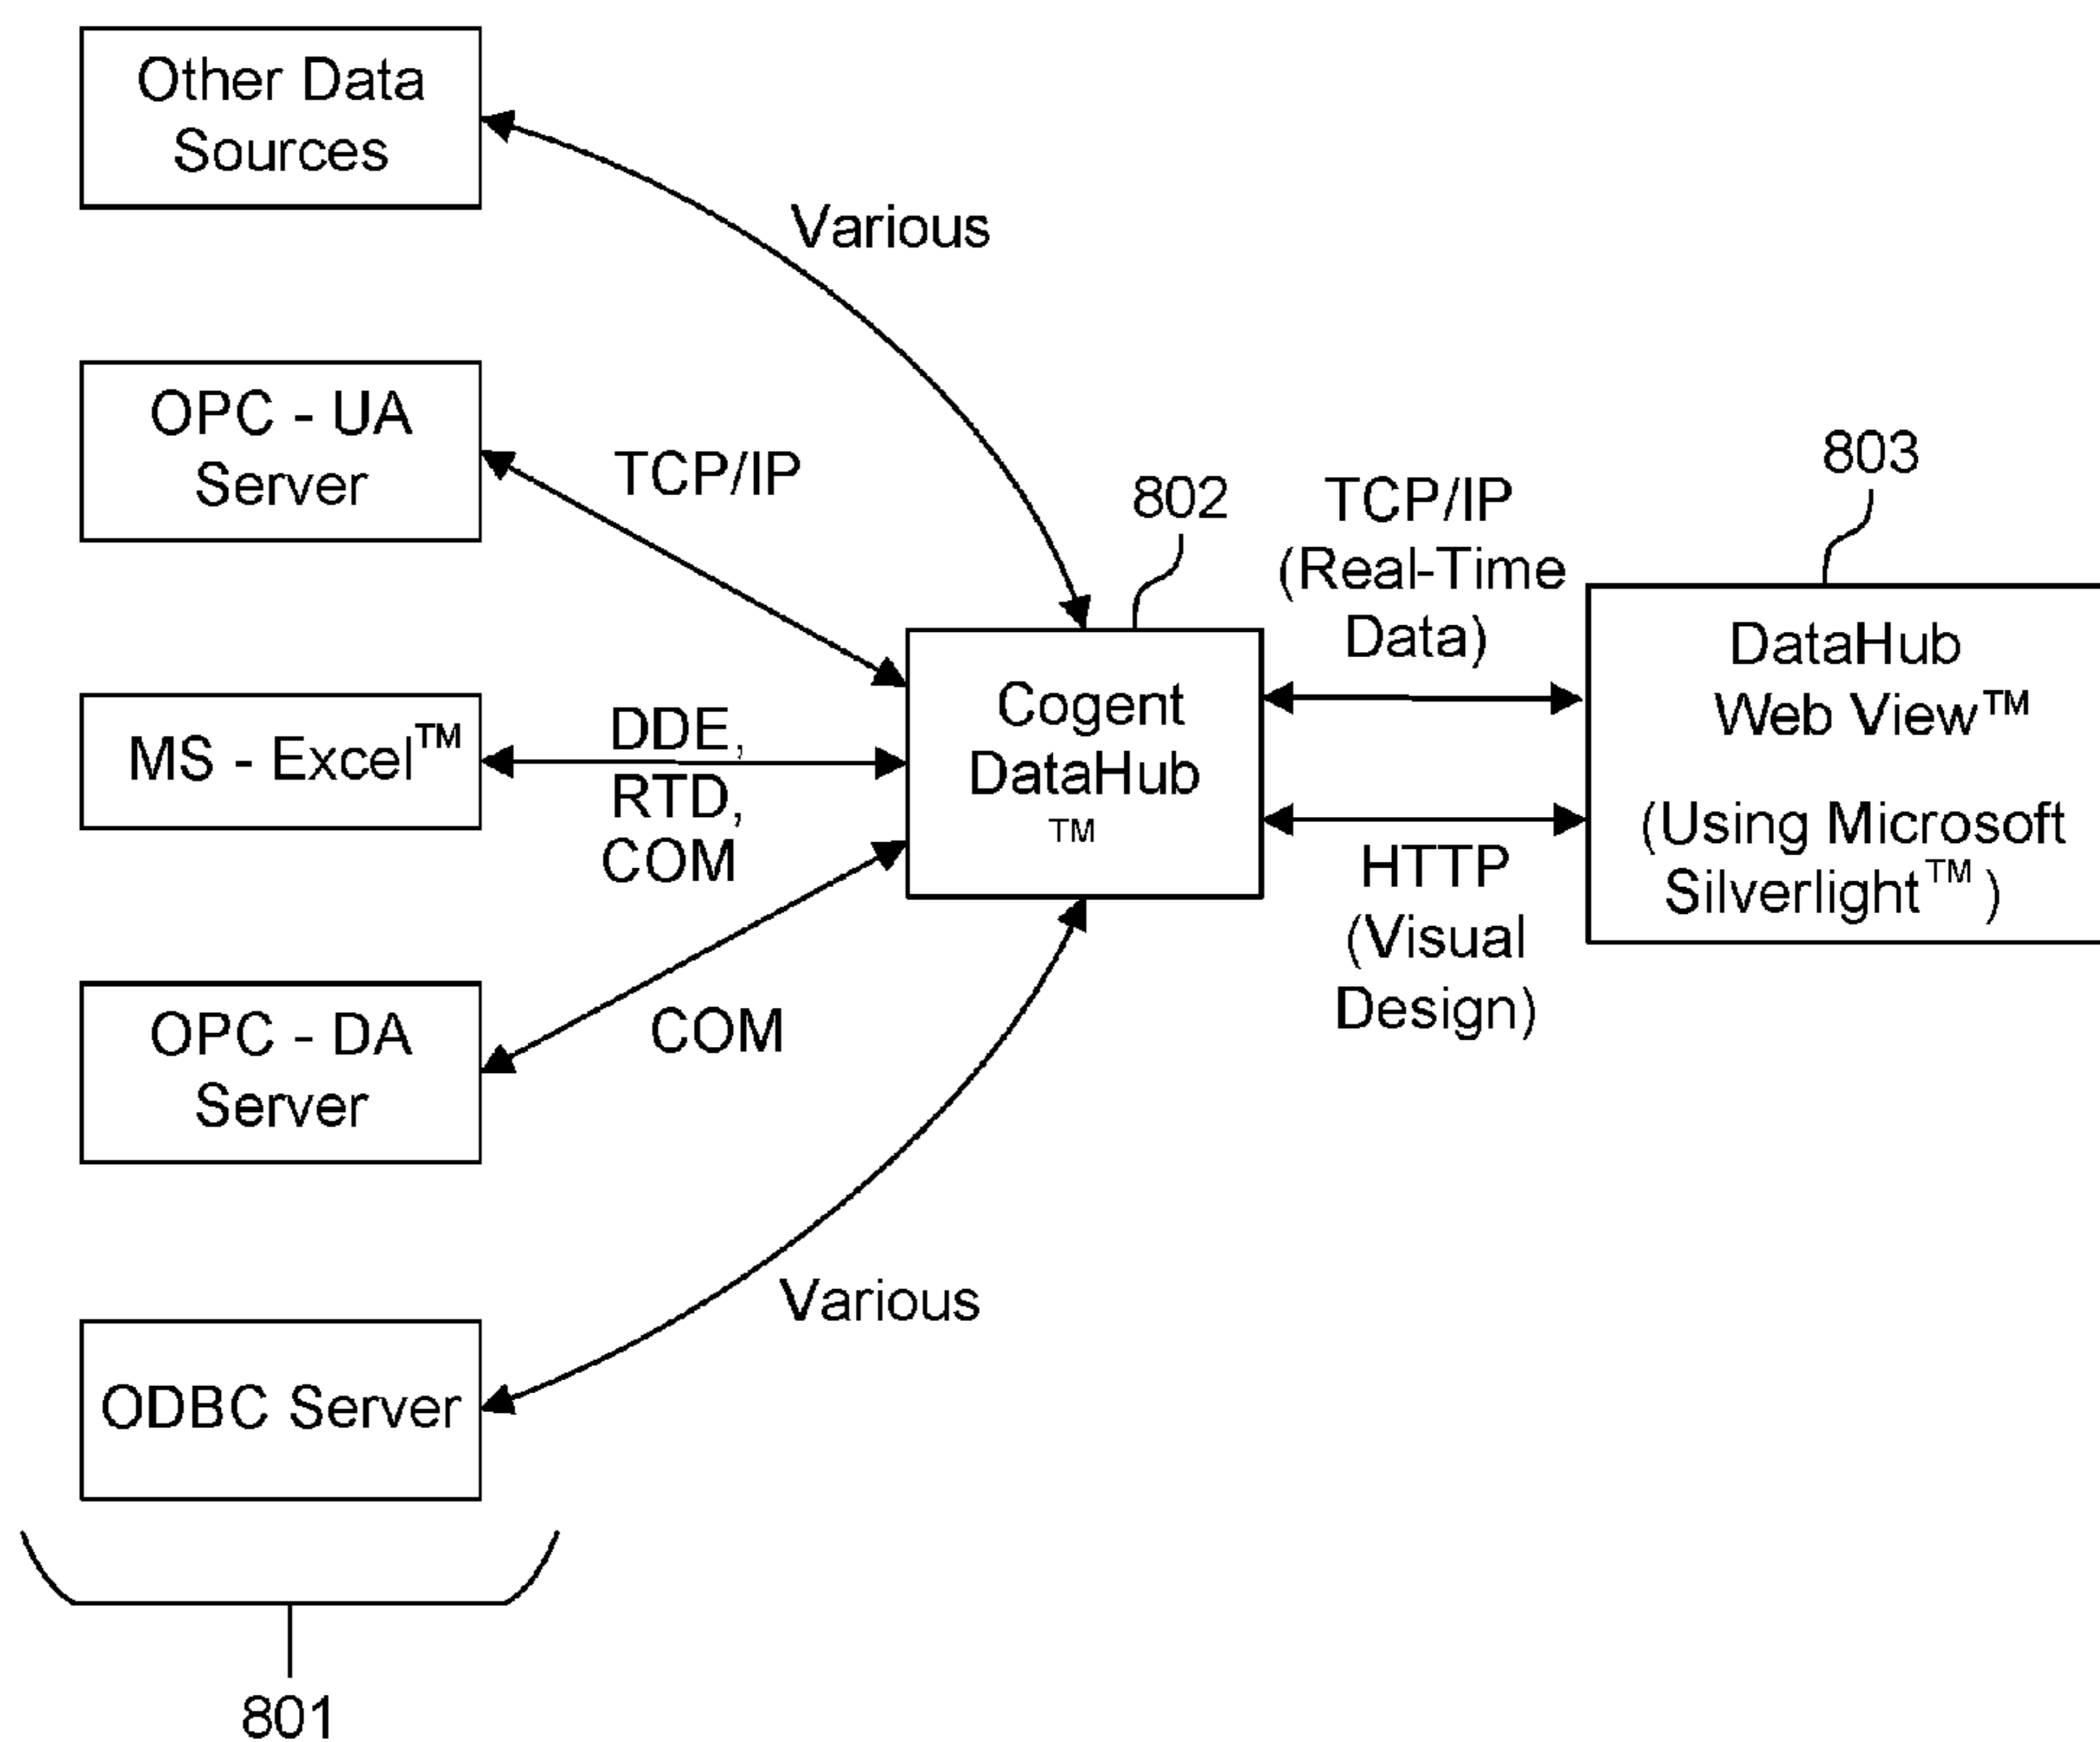 Other Data
Sources
Various
OPC - UA
Server
TCP/IP
MS - Excel™
DDE,
RTD,
COM
OPC - DA
Server
COM
ODBC Server
Various
801
802
Cogent
DataHub
™
TCP/IP
(Real-Time
Data)
HTTP
(Visual
Design)
803
DataHub
Web View™
(Using Microsoft
Silverlight™)